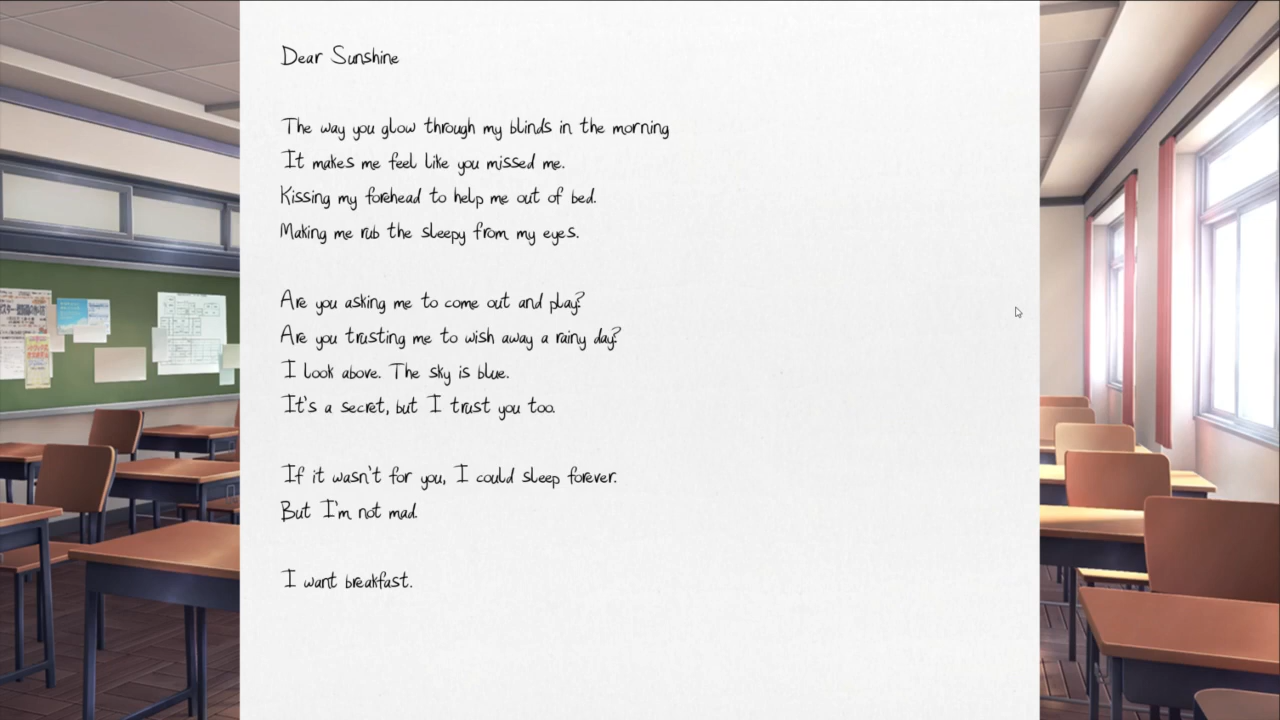 Dear Sunshine
The way you glow through my blinds in the morning
It makes me feel like you missed me.
Kissing my forehead to help me out of bed.
Making me rub the sleepy from my eyes.
Are you asking me to come out and play?
Are you trusting me to wish away a rainy day?
I look above. The sky is blue.
It's a secret, but I trust you too.
If it wasn't for you, I could sleep forever.
But I'm not mad.
I want breakfast.